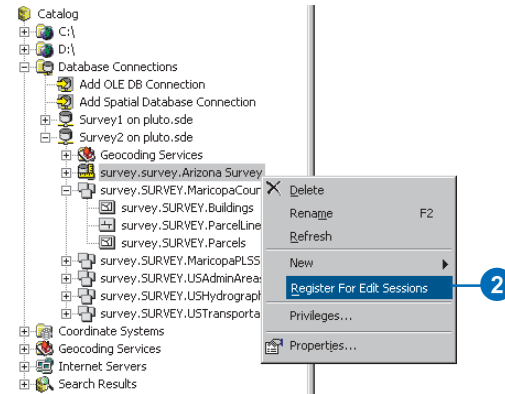 Catalog
C:\
D:\
Database Connections
Add OLE DB Connection
Add Spatial Database Connection
Survey1 on pluto.sde
Survey2 on pluto.sde
Geocoding Services
survey.survey.Arizona Survey
survey.SURVEY.MaricopaCour
survey.SURVEY.Buildings
survey.SURVEY.ParcelLine
survey.SURVEY.Parcels
survey.SURVEY.MaricopaPLSS
survey.SURVEY.USAdminArea
survey.SURVEY.USHydrograph
survey.SURVEY.USTransporta
Coordinate Systems
Geocoding Services
Internet Servers
Search Results
Delete
Rename F2
Refresh
New
Register For Edit Sessions
Privileges...
Properties...
2